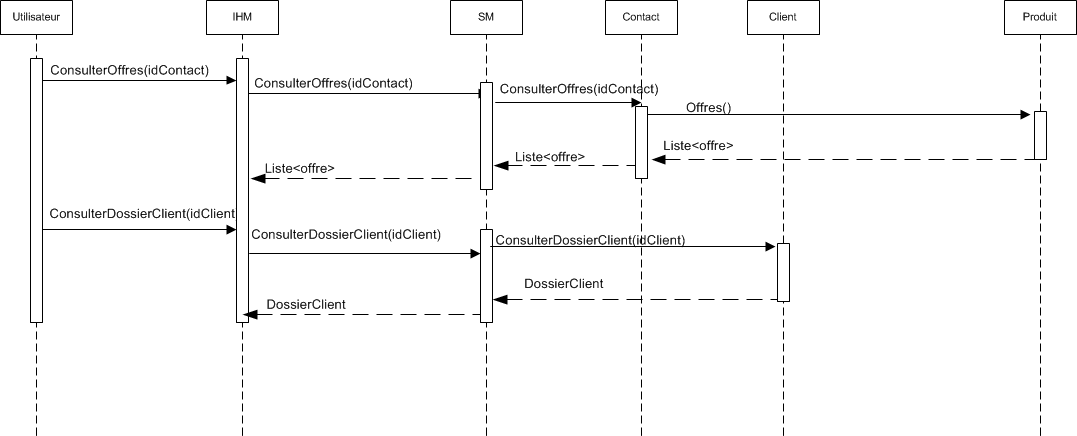 Utilisateur
IHM
SM
Contact
Client
Produit
ConsulterOffres(idContact)
ConsulterOffres(idContact)
ConsulterOffres(idContact)
Offres()
Liste<offre>
Liste<offre>
Liste<offre>
ConsulterDossierClient(idClient
ConsulterDossierClient(idClient)
ConsulterDossierClient(idClient)
DossierClient
DossierClient